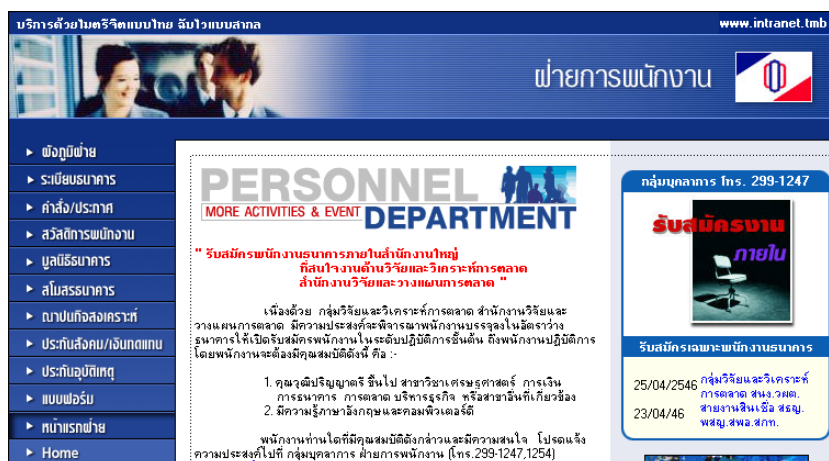 บริการด้วยไมตรีจิตแบบไทย ฉับไวแบบสากล
www.intranet.tmb
ฝ่ายการพนักงาน
ผังภูมิฝ่าย
ระเบียบธนาคาร
คำสั่ง/ประกาศ
สวัสดิการพนักงาน
มูลนิธิธนาคาร
สโมสรธนาคาร
ฌาปนกิจสงเคราะห์
ประกันสังคม/เงินทดแทน
ประกันอุบัติเหตุ
แบบฟอร์ม
หน้าแรกฝ่าย
Home
PERSONNEL
MORE ACTIVITIES & EVENT
DEPARTMENT
" รับสมัครพนักงานธนาคารภายในสำนักงานใหญ่
ที่สนใจงานด้านวิจัยและวิเคราะห์การตลาด
สำนักงานวิจัยและวางแผนการตลาด "
เนื่องด้วย กลุ่มวิจัยและวิเคราะห์การตลาด สำนักงานวิจัยและ
วางแผนการตลาด มีความประสงค์จะพิจารณาพนักงานบรรจุลงในอัตราว่าง
ธนาคารให้เปิดรับสมัครพนักงานในระดับปฏิบัติการชั้นต้น ถึงพนักงานปฏิบัติการ
โดยพนักงานจะต้องมีคุณสมบัติดังนี้ คือ :-
1. คุณวุฒิปริญญาตรี ขึ้นไป สาขาวิชาเศรษฐศาสตร์ การเงิน
การธนาคาร การตลาด บริหารธุรกิจ หรือสาขาอื่นที่เกี่ยวข้อง
2. มีความรู้ภาษาอังกฤษและคอมพิวเตอร์ดี
พนักงานท่านใดที่มีคุณสมบัติดังกล่าวและมีความสนใจ โปรดแจ้ง
ความประสงค์ไปที่ กลุ่มบุคลาการ ฝ่ายการพนักงาน (โทร.299-1247,1254)
กลุ่มบุคลาการ โทร. 299-1247
รับสมัครงาน
ภายใน
รับสมัครเฉพาะพนักงานธนาการ
25/04/2546 กลุ่มวิจัยและวิเคราะห์
การตลาด สนง.วผต.
23/04/46 สายงานสินเชื่อ สธญ.
พสญ.สพอ.สกท.